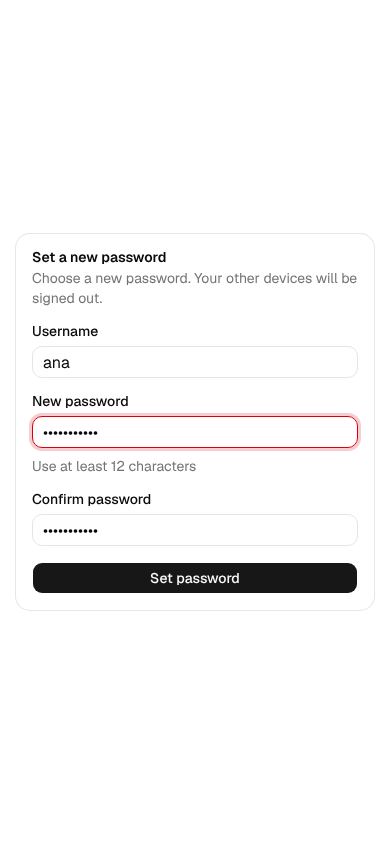 Set a new password
Choose a new password. Your other devices will be
signed out.
Username
ana
New password
•••••••••••
Use at least 12 characters
Confirm password
•••••••••••
Set password